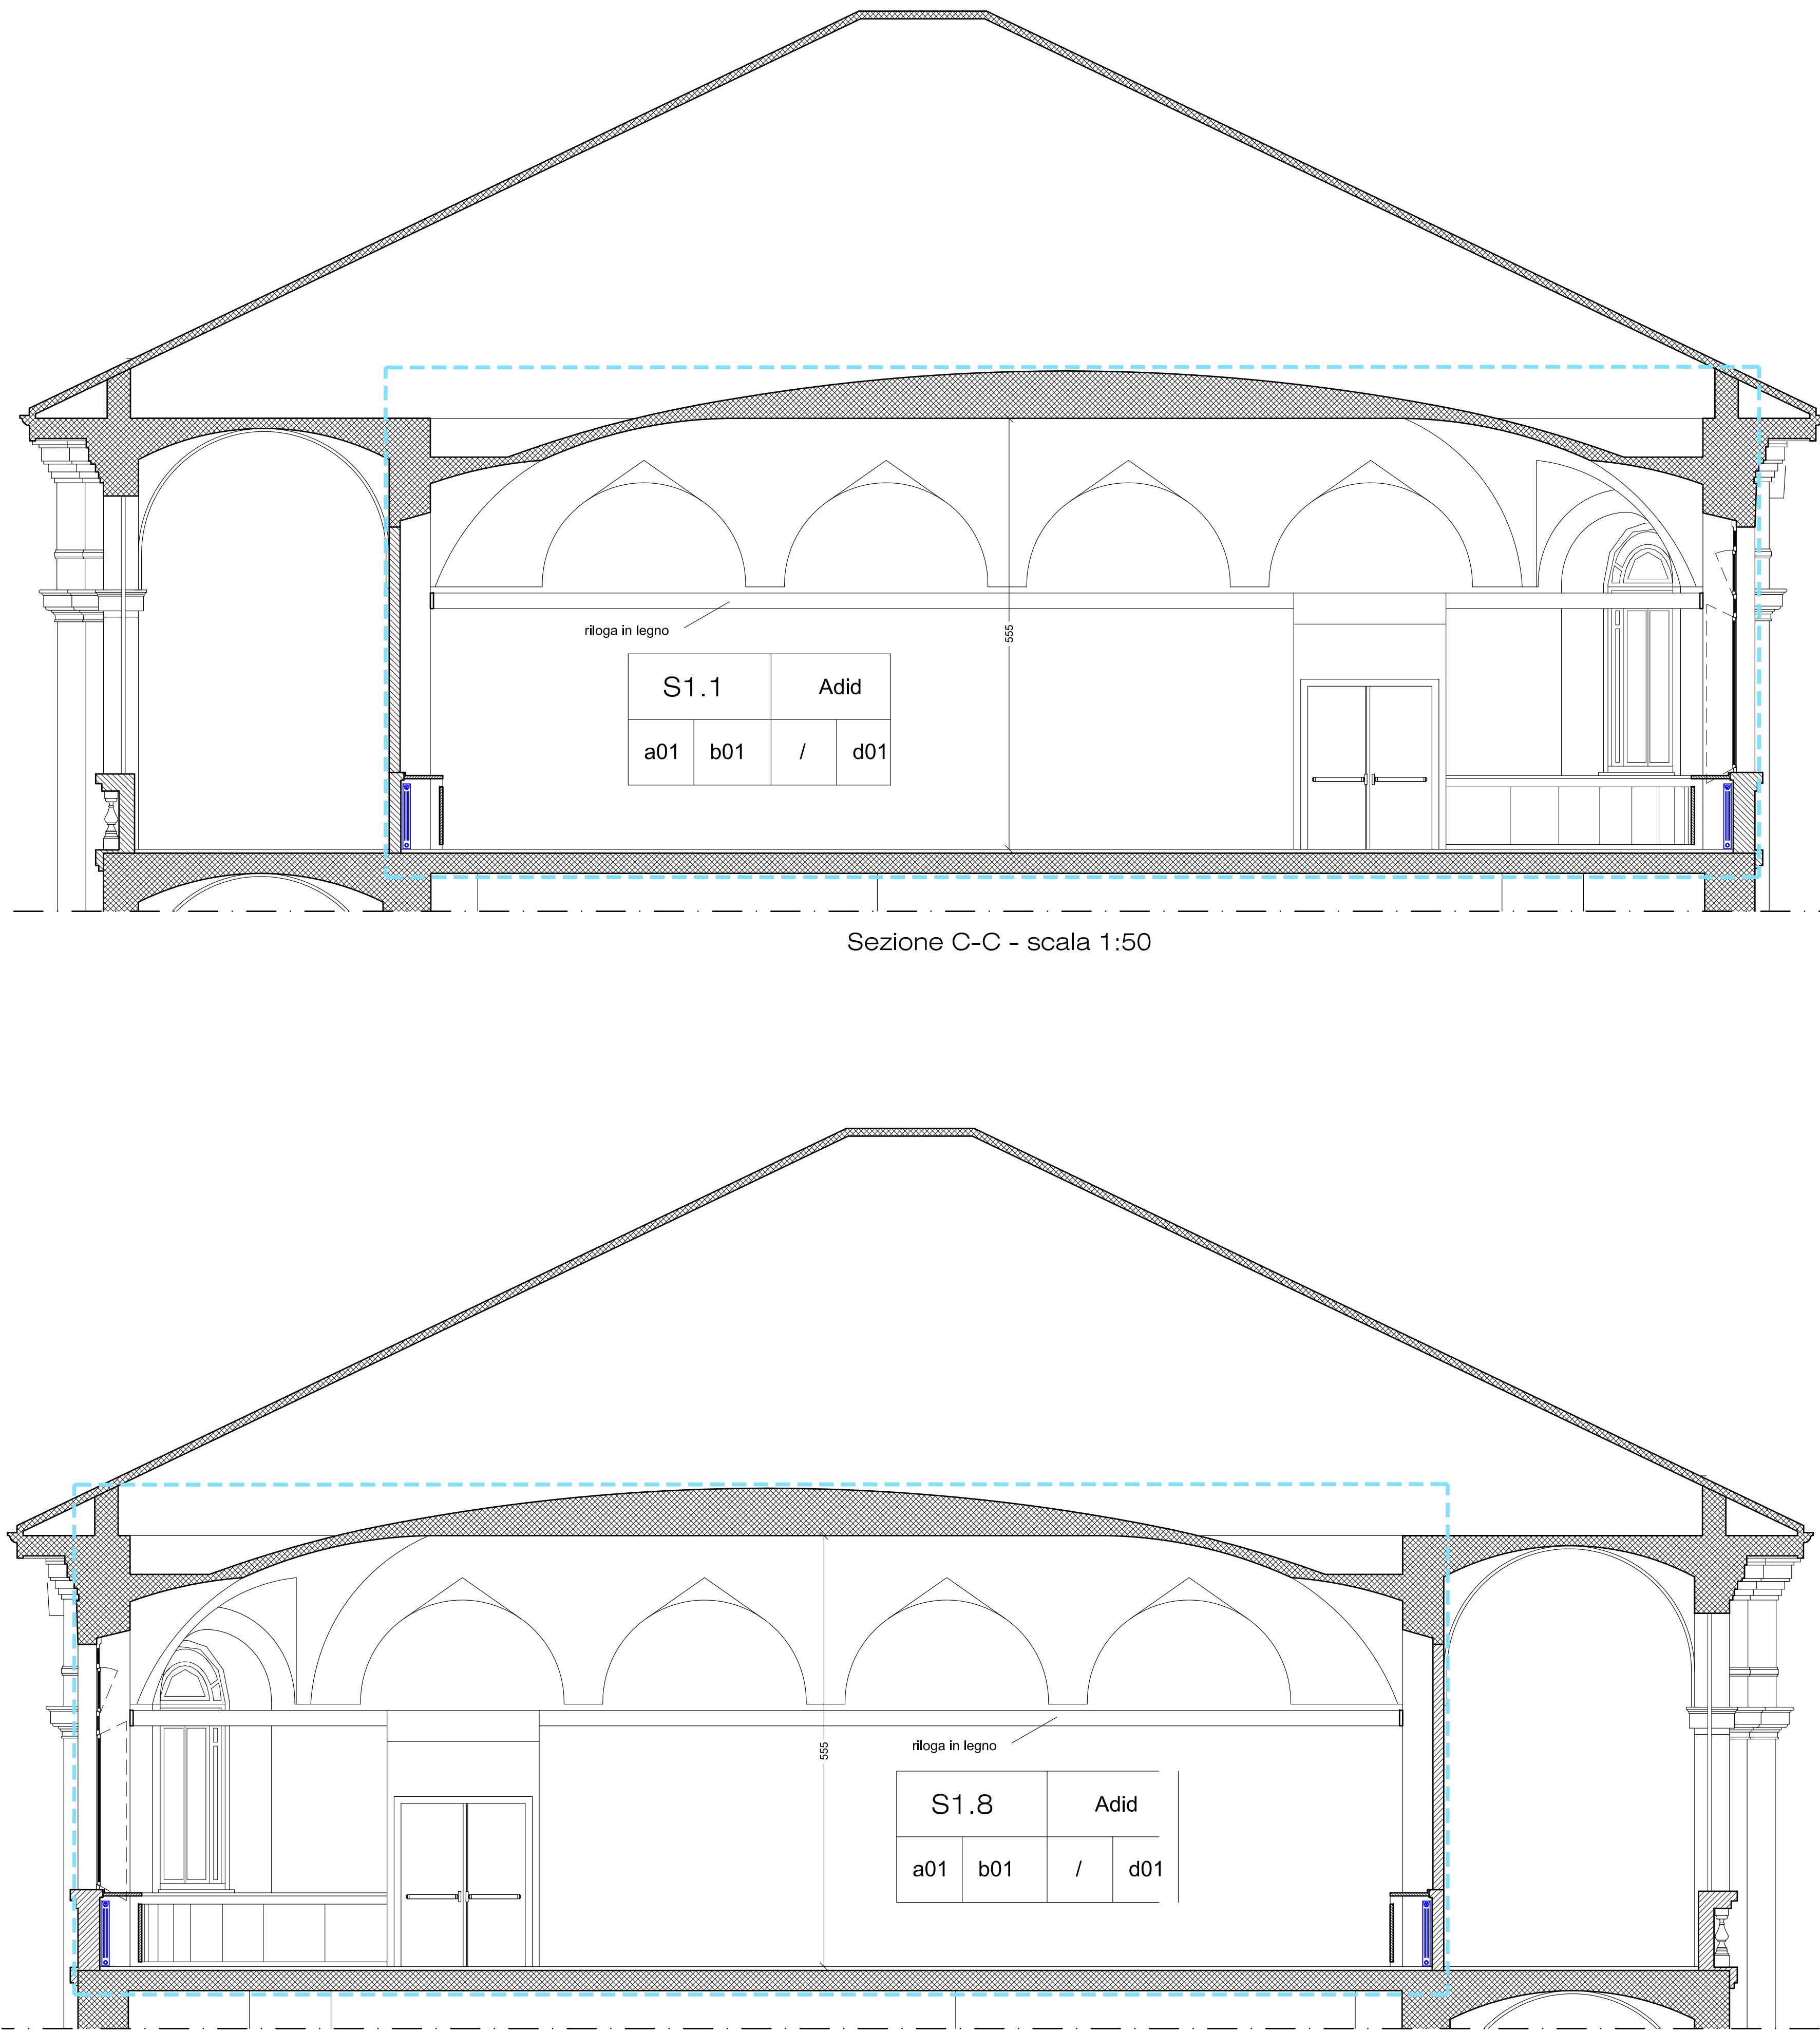 555
riloga in legno
S1.1 Adid
a01 b01 / d01
Sezione C-C - scala 1:50
555
riloga in legno
S1.8 Adid
a01 b01 / d01